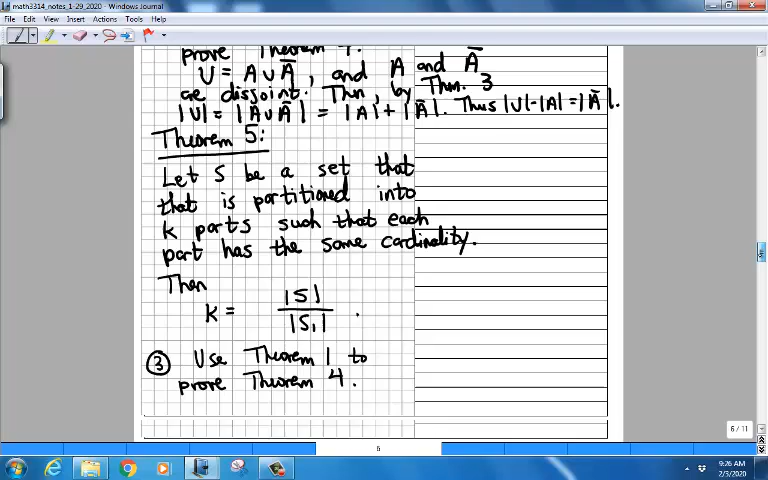 math3314_notes_1-29_2020 - Windows Journal
File Edit View Insert Actions Tools Help
prove Theorem 4.
U = A ∪ Ā, and A and Ā
are disjoint. Then, by Thm. 3
|U| = |A ∪ Ā| = |A| + |Ā|. Thus |U|-|A| = |Ā|.
Theorem 5:
Let S be a set that
that is partitioned into
k parts such that each
part has the same cardinality.
Then
k = |S| / |S₁| .
③ Use Theorem 1 to
prove Theorem 4.
6 / 11
6
9:26 AM
2/3/2020